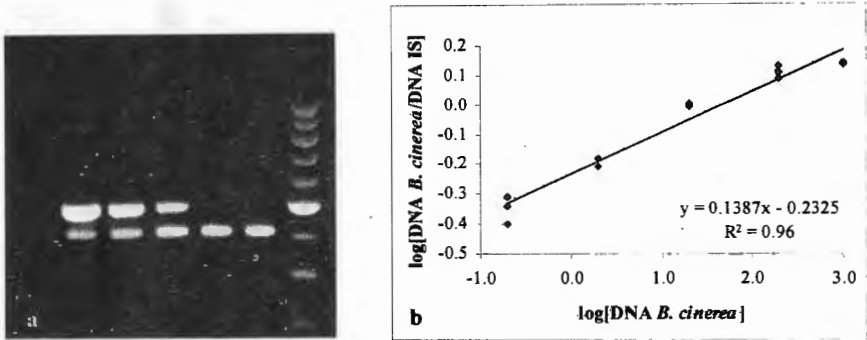 a
log[DNA B. cinerea/DNA IS]
0.2
0.1
0.0
-0.1
-0.2
-0.3
-0.4
-0.5
y = 0.1387x - 0.2325
R² = 0.96
-1.0 0.0 1.0 2.0 3.0
b log[DNA B. cinerea]